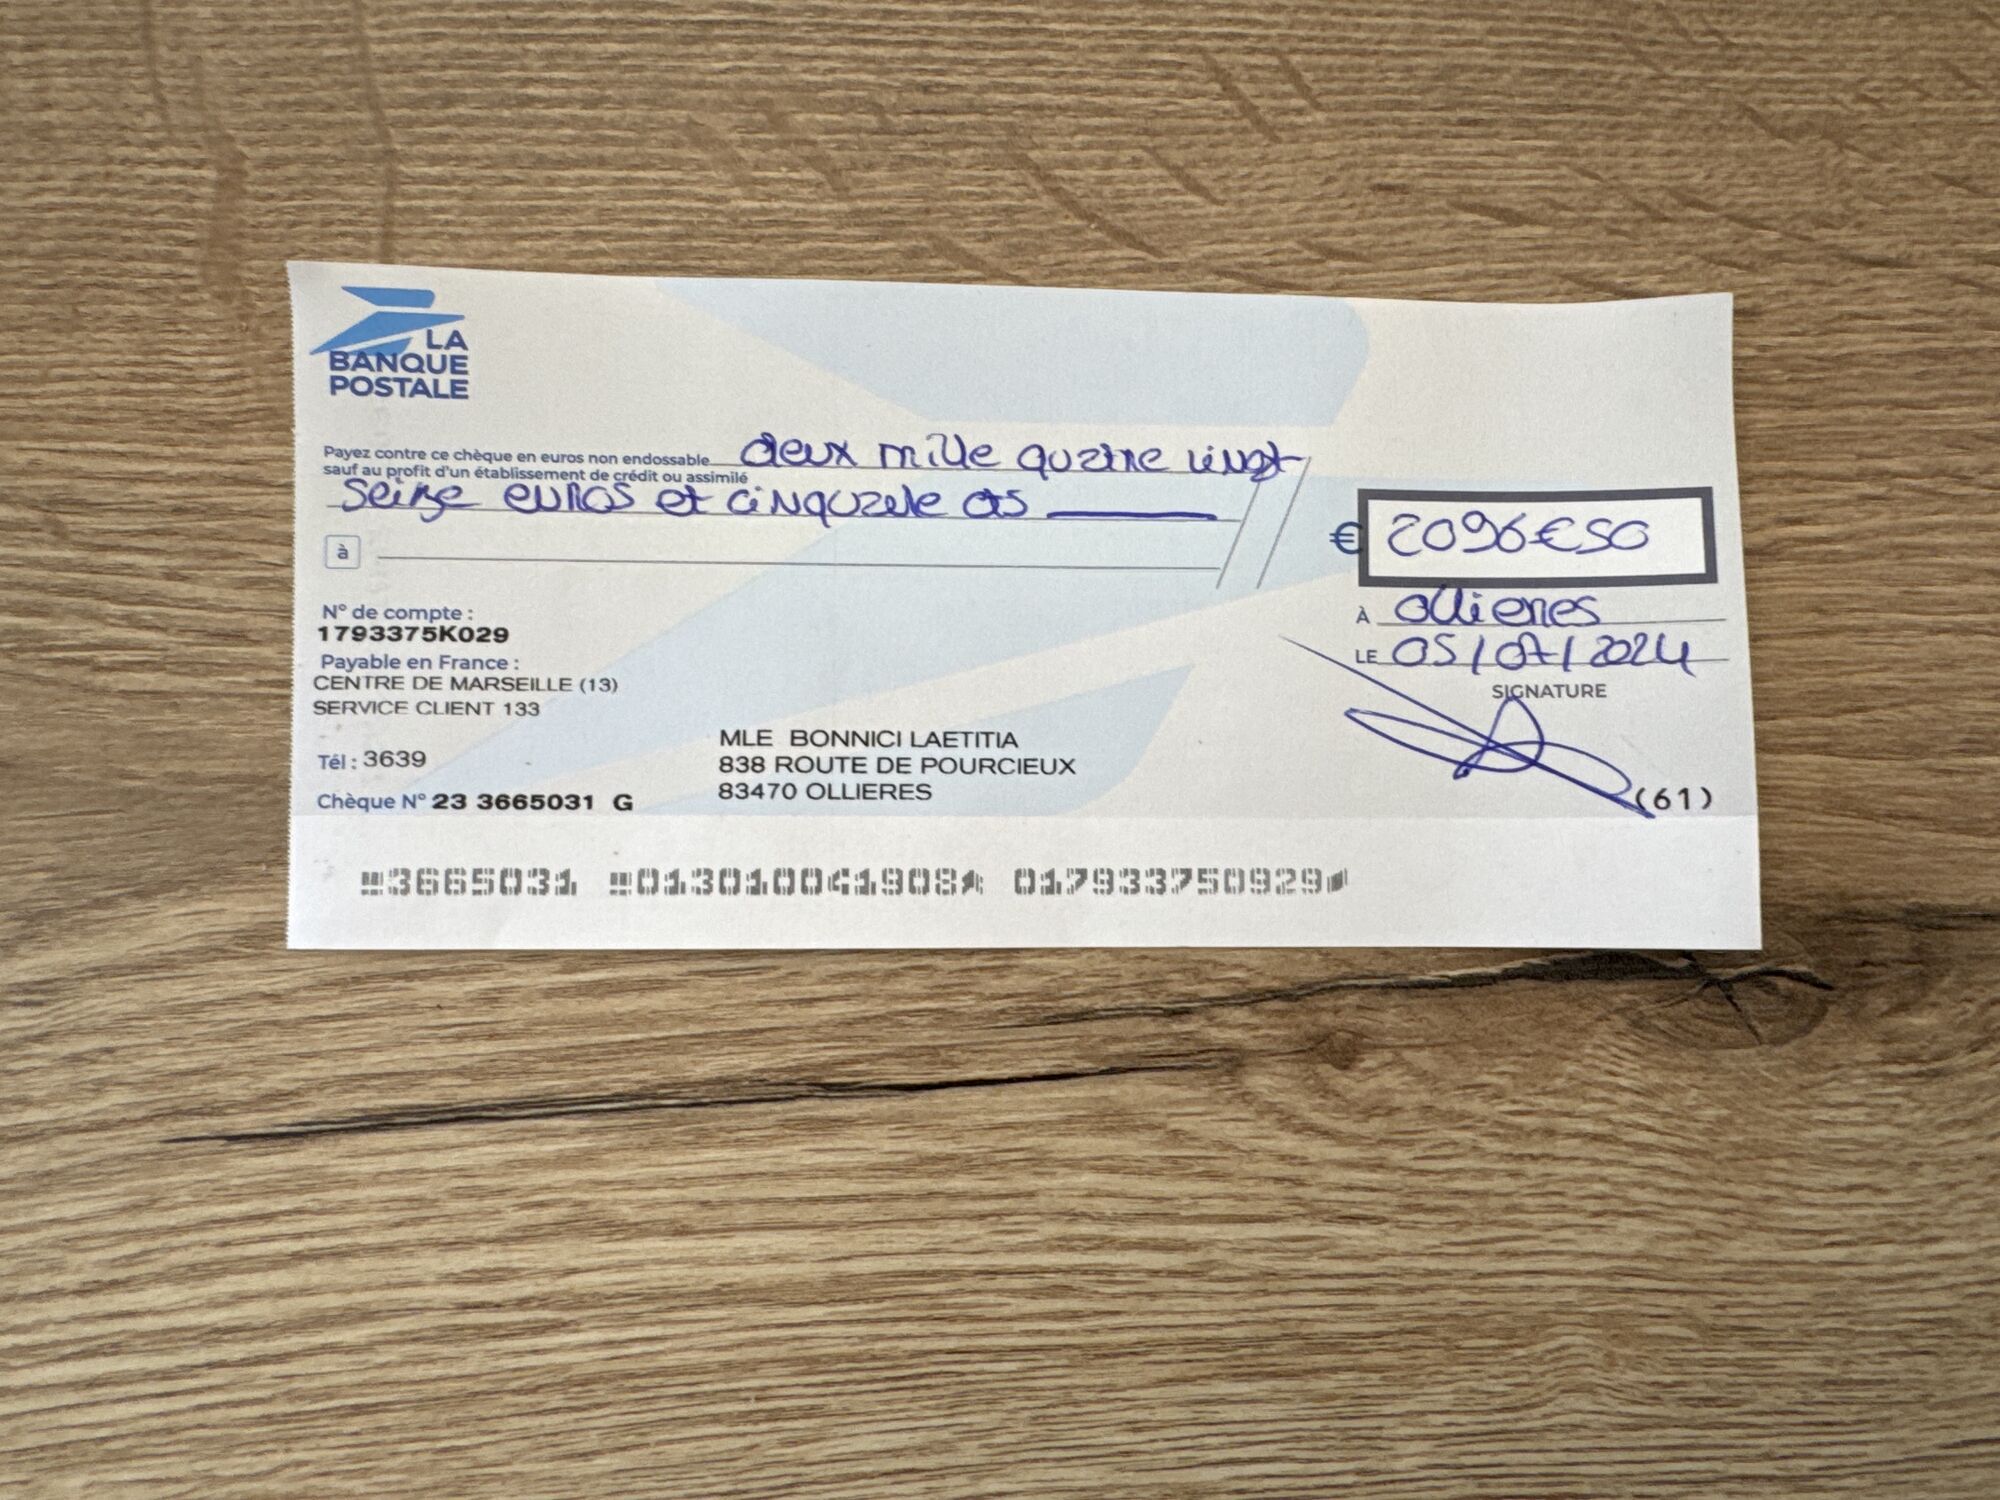 LA
BANQUE
POSTALE
Payez contre ce chèque en euros non endossable deux mille quatre vingt
sauf au profit d'un établissement de crédit ou assimilé
seize euros et cinquante cts
à
€ 2096€50
À ollieres
LE 05/07/2024
SIGNATURE
N° de compte :
1793375K029
Payable en France :
CENTRE DE MARSEILLE (13)
SERVICE CLIENT 133
Tél : 3639
Chèque N° 23 3665031 G
MLE BONNICI LAETITIA
838 ROUTE DE POURCIEUX
83470 OLLIERES
(61)
⑈3665031 ⑈013010041908⑆ 017933750929⑇